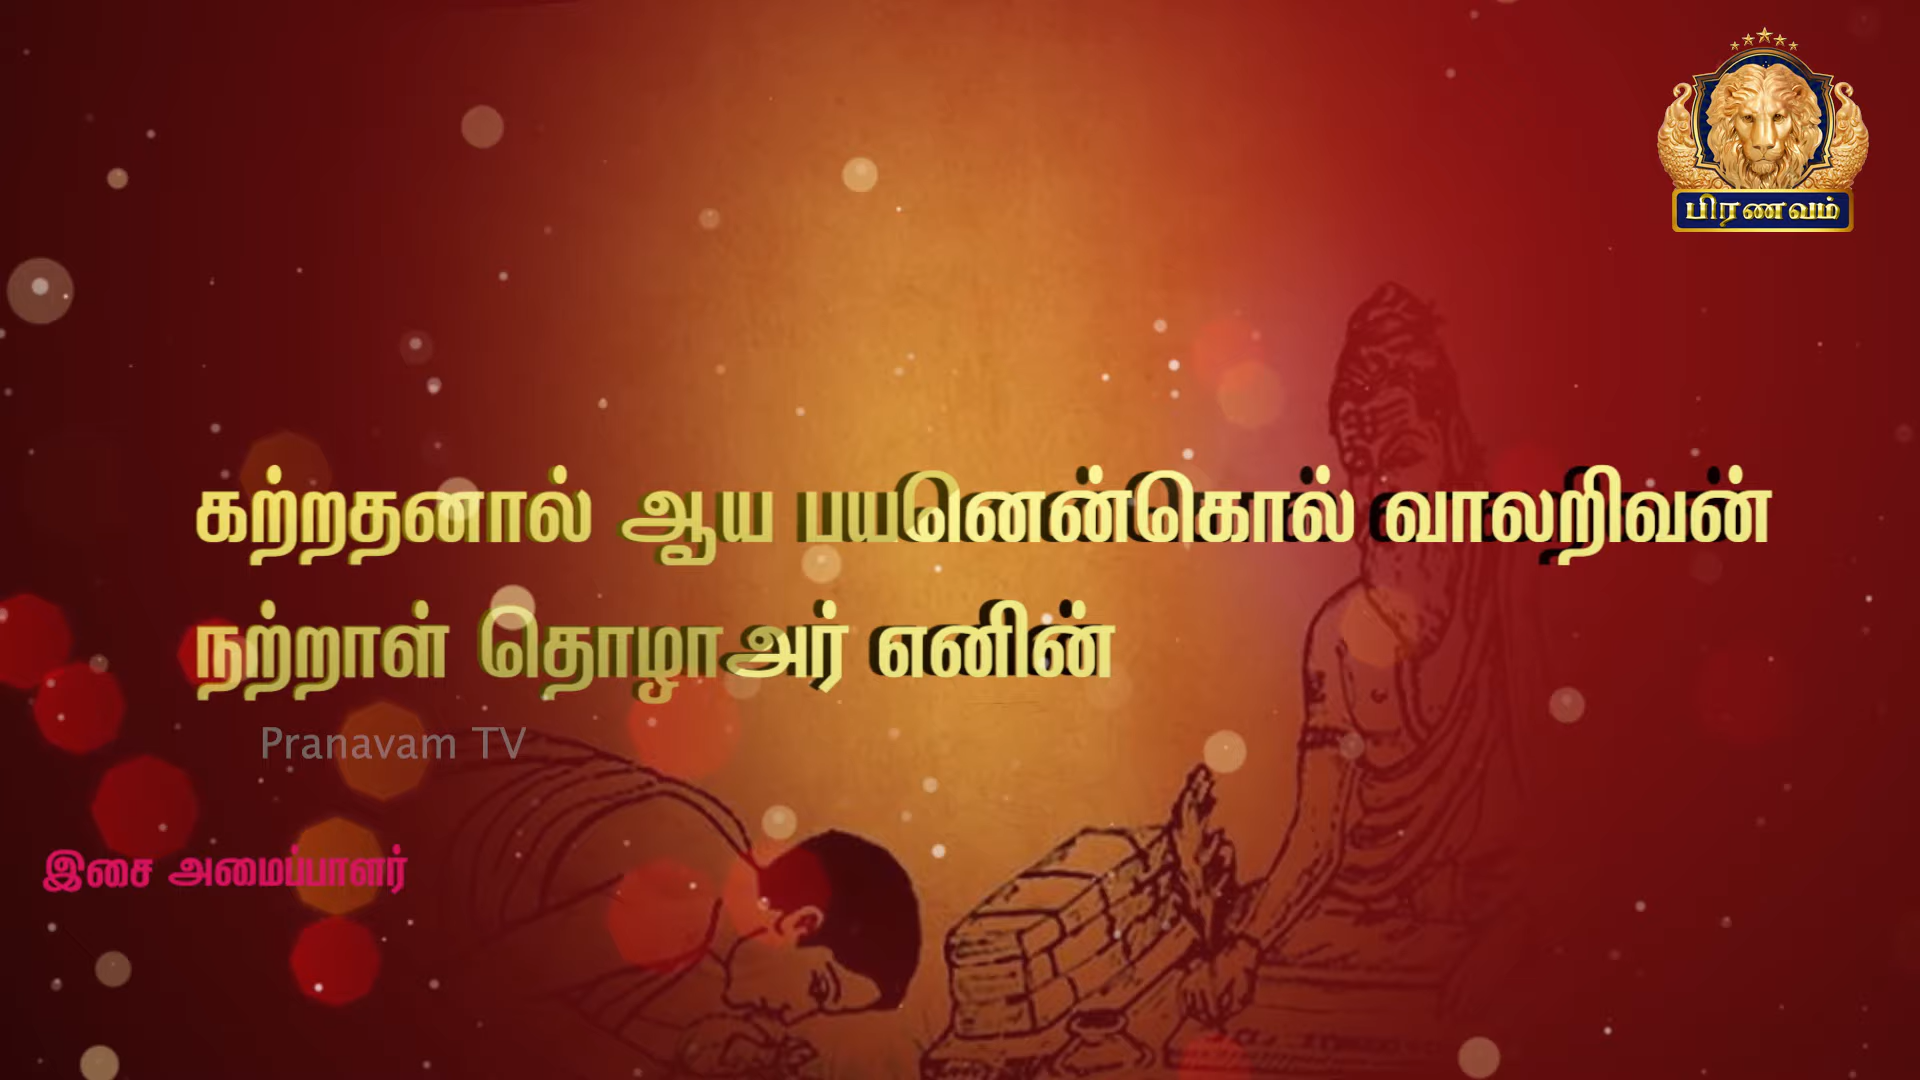 பிரணவம்
கற்றதனால் ஆய பயனென்கொல் வாலறிவன்
நற்றாள் தொழாஅர் எனின்
Pranavam TV
இசை அமைப்பாளர்